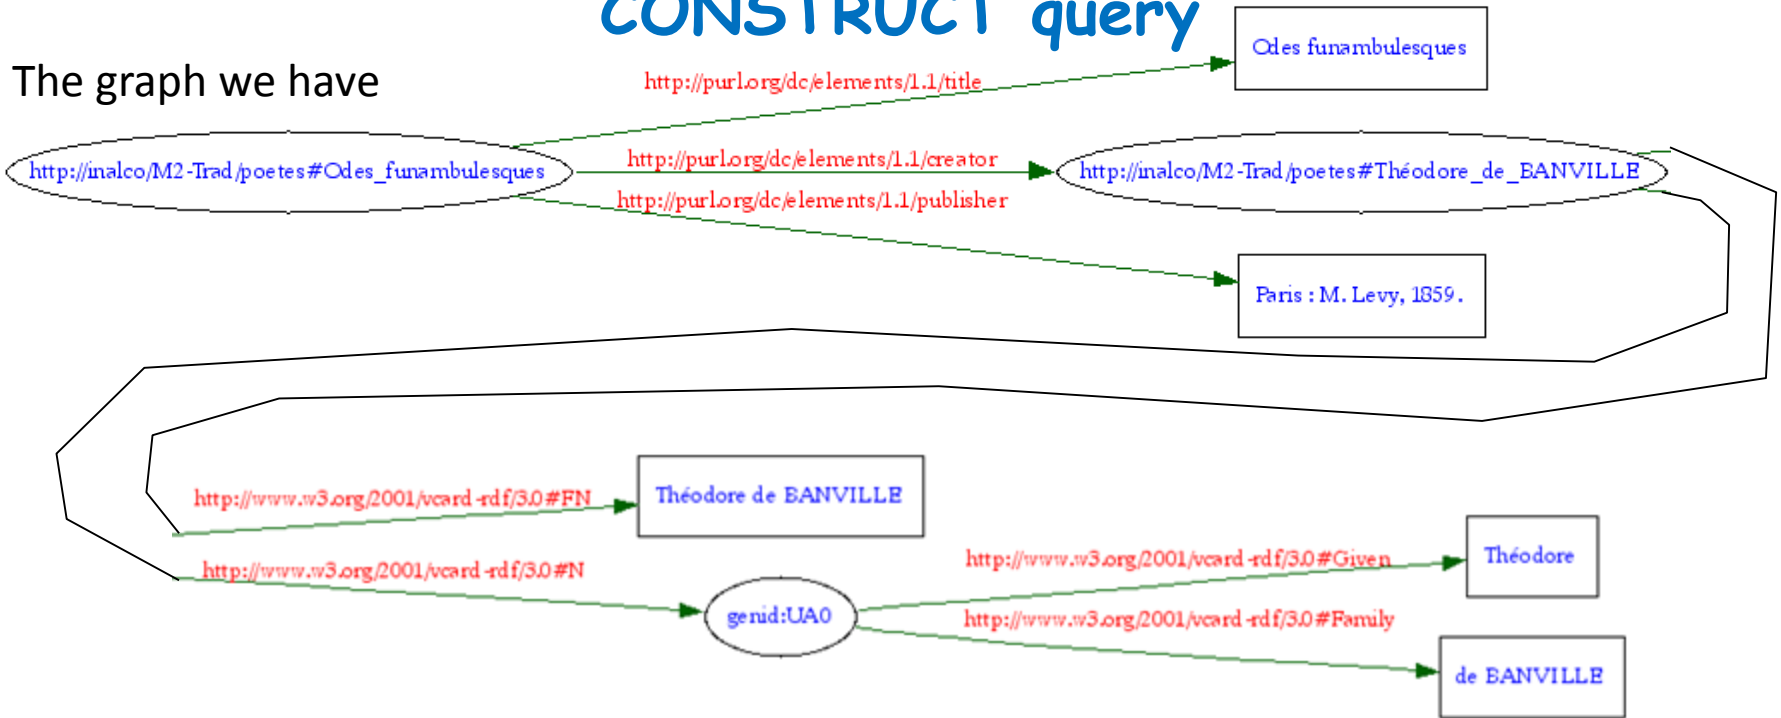 CONSTRUCT query
The graph we have
Odes funambulesques
http://purl.org/dc/elements/1.1/title
http://inalco/M2-Trad/poetes#Odes_funambulesques
http://purl.org/dc/elements/1.1/creator
http://inalco/M2-Trad/poetes#Théodore_de_BANVILLE
http://purl.org/dc/elements/1.1/publisher
Paris : M. Levy, 1859.
http://www.w3.org/2001/vcard-rdf/3.0#FN
Théodore de BANVILLE
http://www.w3.org/2001/vcard-rdf/3.0#N
genid:UA0
http://www.w3.org/2001/vcard-rdf/3.0#Given
Théodore
http://www.w3.org/2001/vcard-rdf/3.0#Family
de BANVILLE